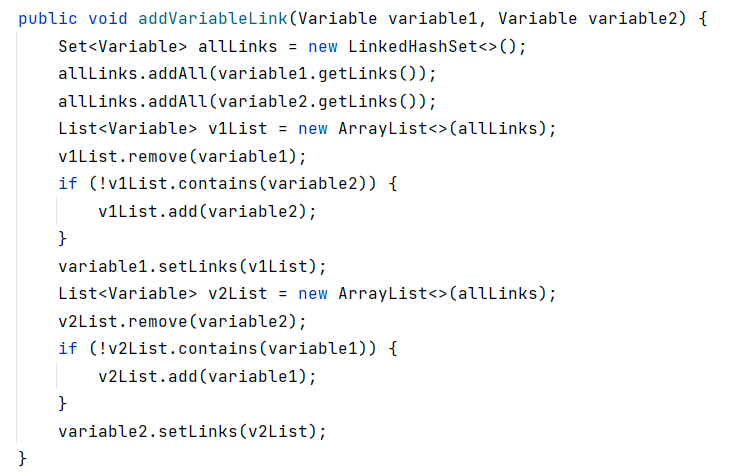 public void addVariableLink(Variable variable1, Variable variable2) {
    Set<Variable> allLinks = new LinkedHashSet<>();
    allLinks.addAll(variable1.getLinks());
    allLinks.addAll(variable2.getLinks());
    List<Variable> v1List = new ArrayList<>(allLinks);
    v1List.remove(variable1);
    if (!v1List.contains(variable2)) {
        v1List.add(variable2);
    }
    variable1.setLinks(v1List);
    List<Variable> v2List = new ArrayList<>(allLinks);
    v2List.remove(variable2);
    if (!v2List.contains(variable1)) {
        v2List.add(variable1);
    }
    variable2.setLinks(v2List);
}